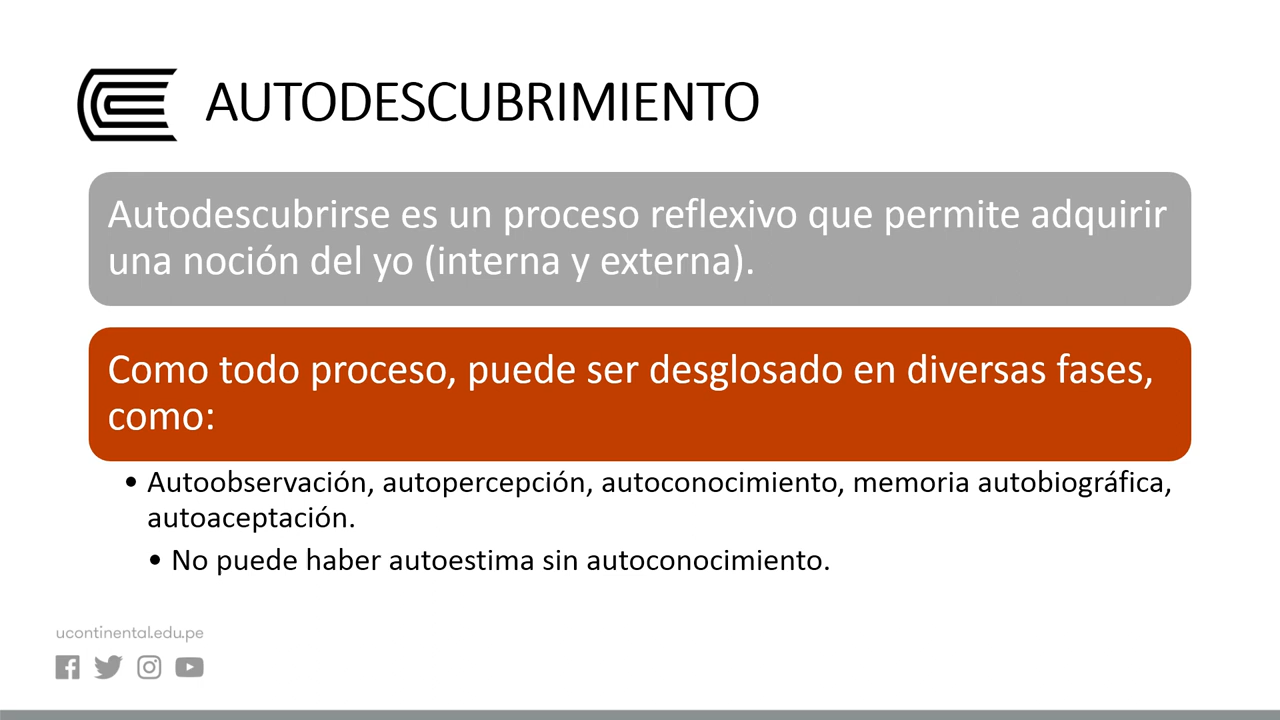 AUTODESCUBRIMIENTO
Autodescubrirse es un proceso reflexivo que permite adquirir
una noción del yo (interna y externa).
Como todo proceso, puede ser desglosado en diversas fases,
como:
• Autoobservación, autopercepción, autoconocimiento, memoria autobiográfica,
autoaceptación.
• No puede haber autoestima sin autoconocimiento.
ucontinental.edu.pe